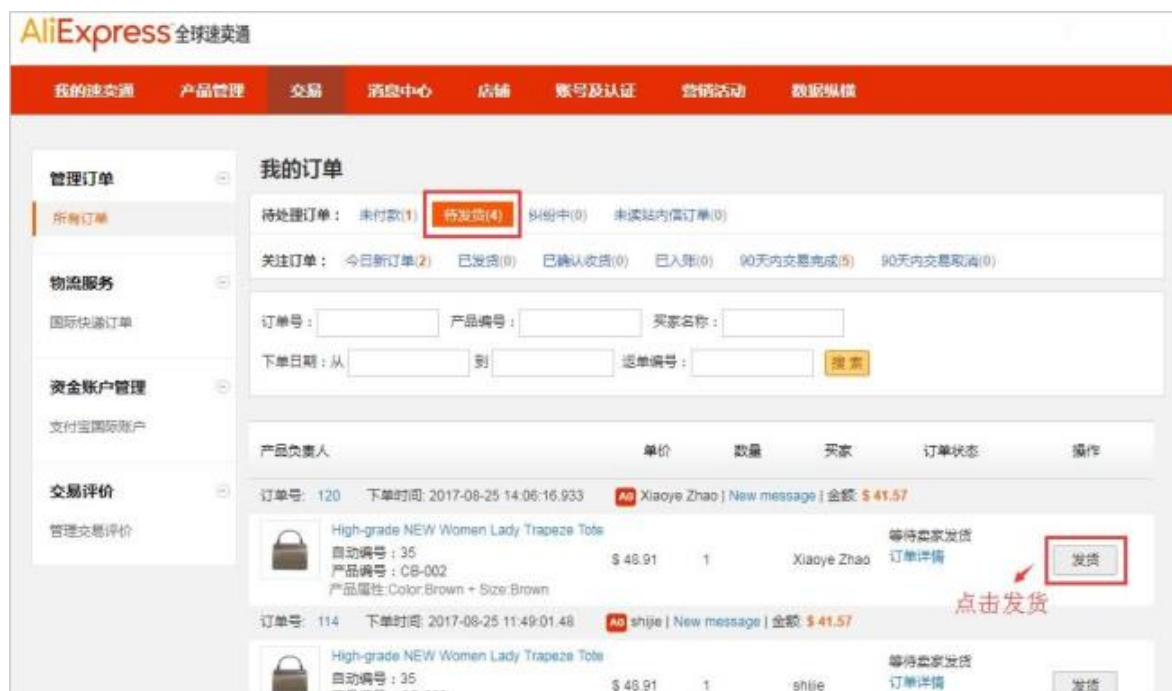 AliExpress 全球速卖通
我的速卖通 产品管理 交易 消息中心 店铺 账号及认证 营销活动 数据纵横
管理订单
所有订单
物流服务
国际快递订单
资金账户管理
支付宝国际账户
交易评价
管理交易评价
我的订单
待处理订单： 未付款(1) 待发货(4) 纠纷中(0) 未读站内信订单(0)
关注订单： 今日新订单(2) 已发货(0) 已确认收货(0) 已入账(0) 90天内交易完成(5) 90天内交易取消(0)
订单号： 产品编号： 买家名称：
下单日期：从 到 运单编号： 搜索
产品负责人 单价 数量 买家 订单状态 操作
订单号: 120 下单时间: 2017-08-25 14:06:16.933 A0 Xiaoye Zhao | New message | 金额: $ 41.57
High-grade NEW Women Lady Trapeze Tote
自动编号：35
产品编号：CB-002
产品属性:Color:Brown + Size:Brown
$ 48.91 1 Xiaoye Zhao
等待卖家发货
订单详情
发货
点击发货
订单号: 114 下单时间: 2017-08-25 11:49:01.48 A0 shijie | New message | 金额: $ 41.57
High-grade NEW Women Lady Trapeze Tote
自动编号：35
$ 48.91 1 shijie
等待卖家发货
订单详情
发货